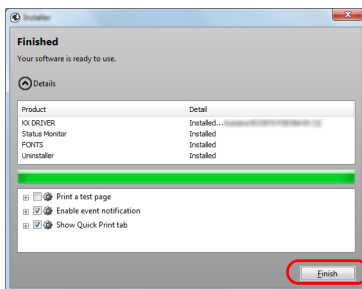 Installer
Finished
Your software is ready to use.
Details
Product Detail
KX DRIVER Installed...
Status Monitor Installed
FONTS Installed
Uninstaller Installed
Print a test page
Enable event notification
Show Quick Print tab
Finish